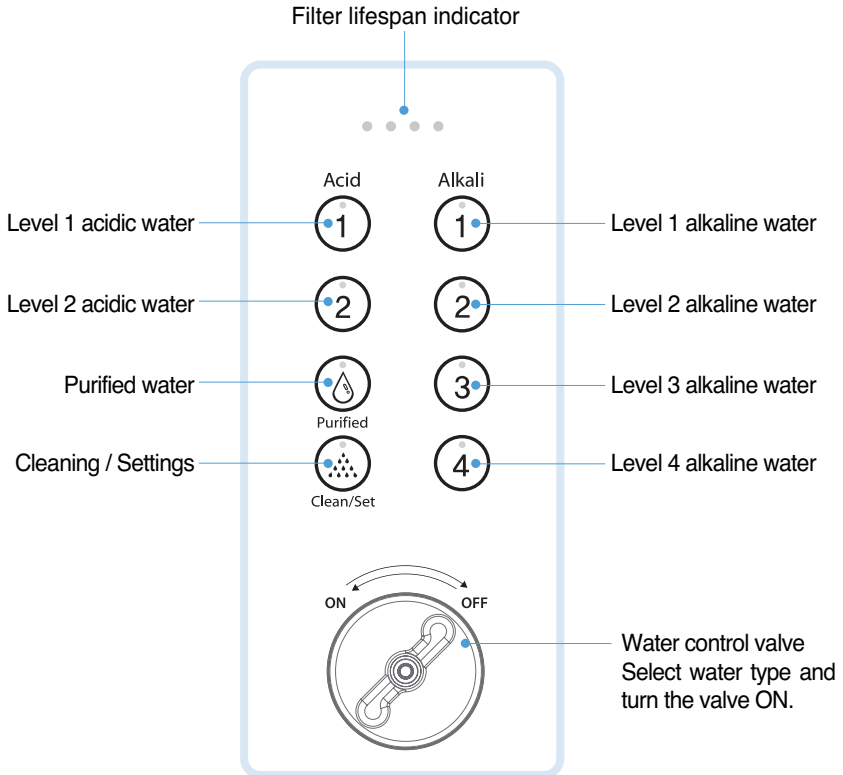 Filter lifespan indicator
Acid Alkali
Level 1 acidic water 1 1 Level 1 alkaline water
Level 2 acidic water 2 2 Level 2 alkaline water
Purified water 3 Level 3 alkaline water
Purified
Cleaning / Settings 4 Level 4 alkaline water
Clean/Set
ON OFF
Water control valve
Select water type and
turn the valve ON.